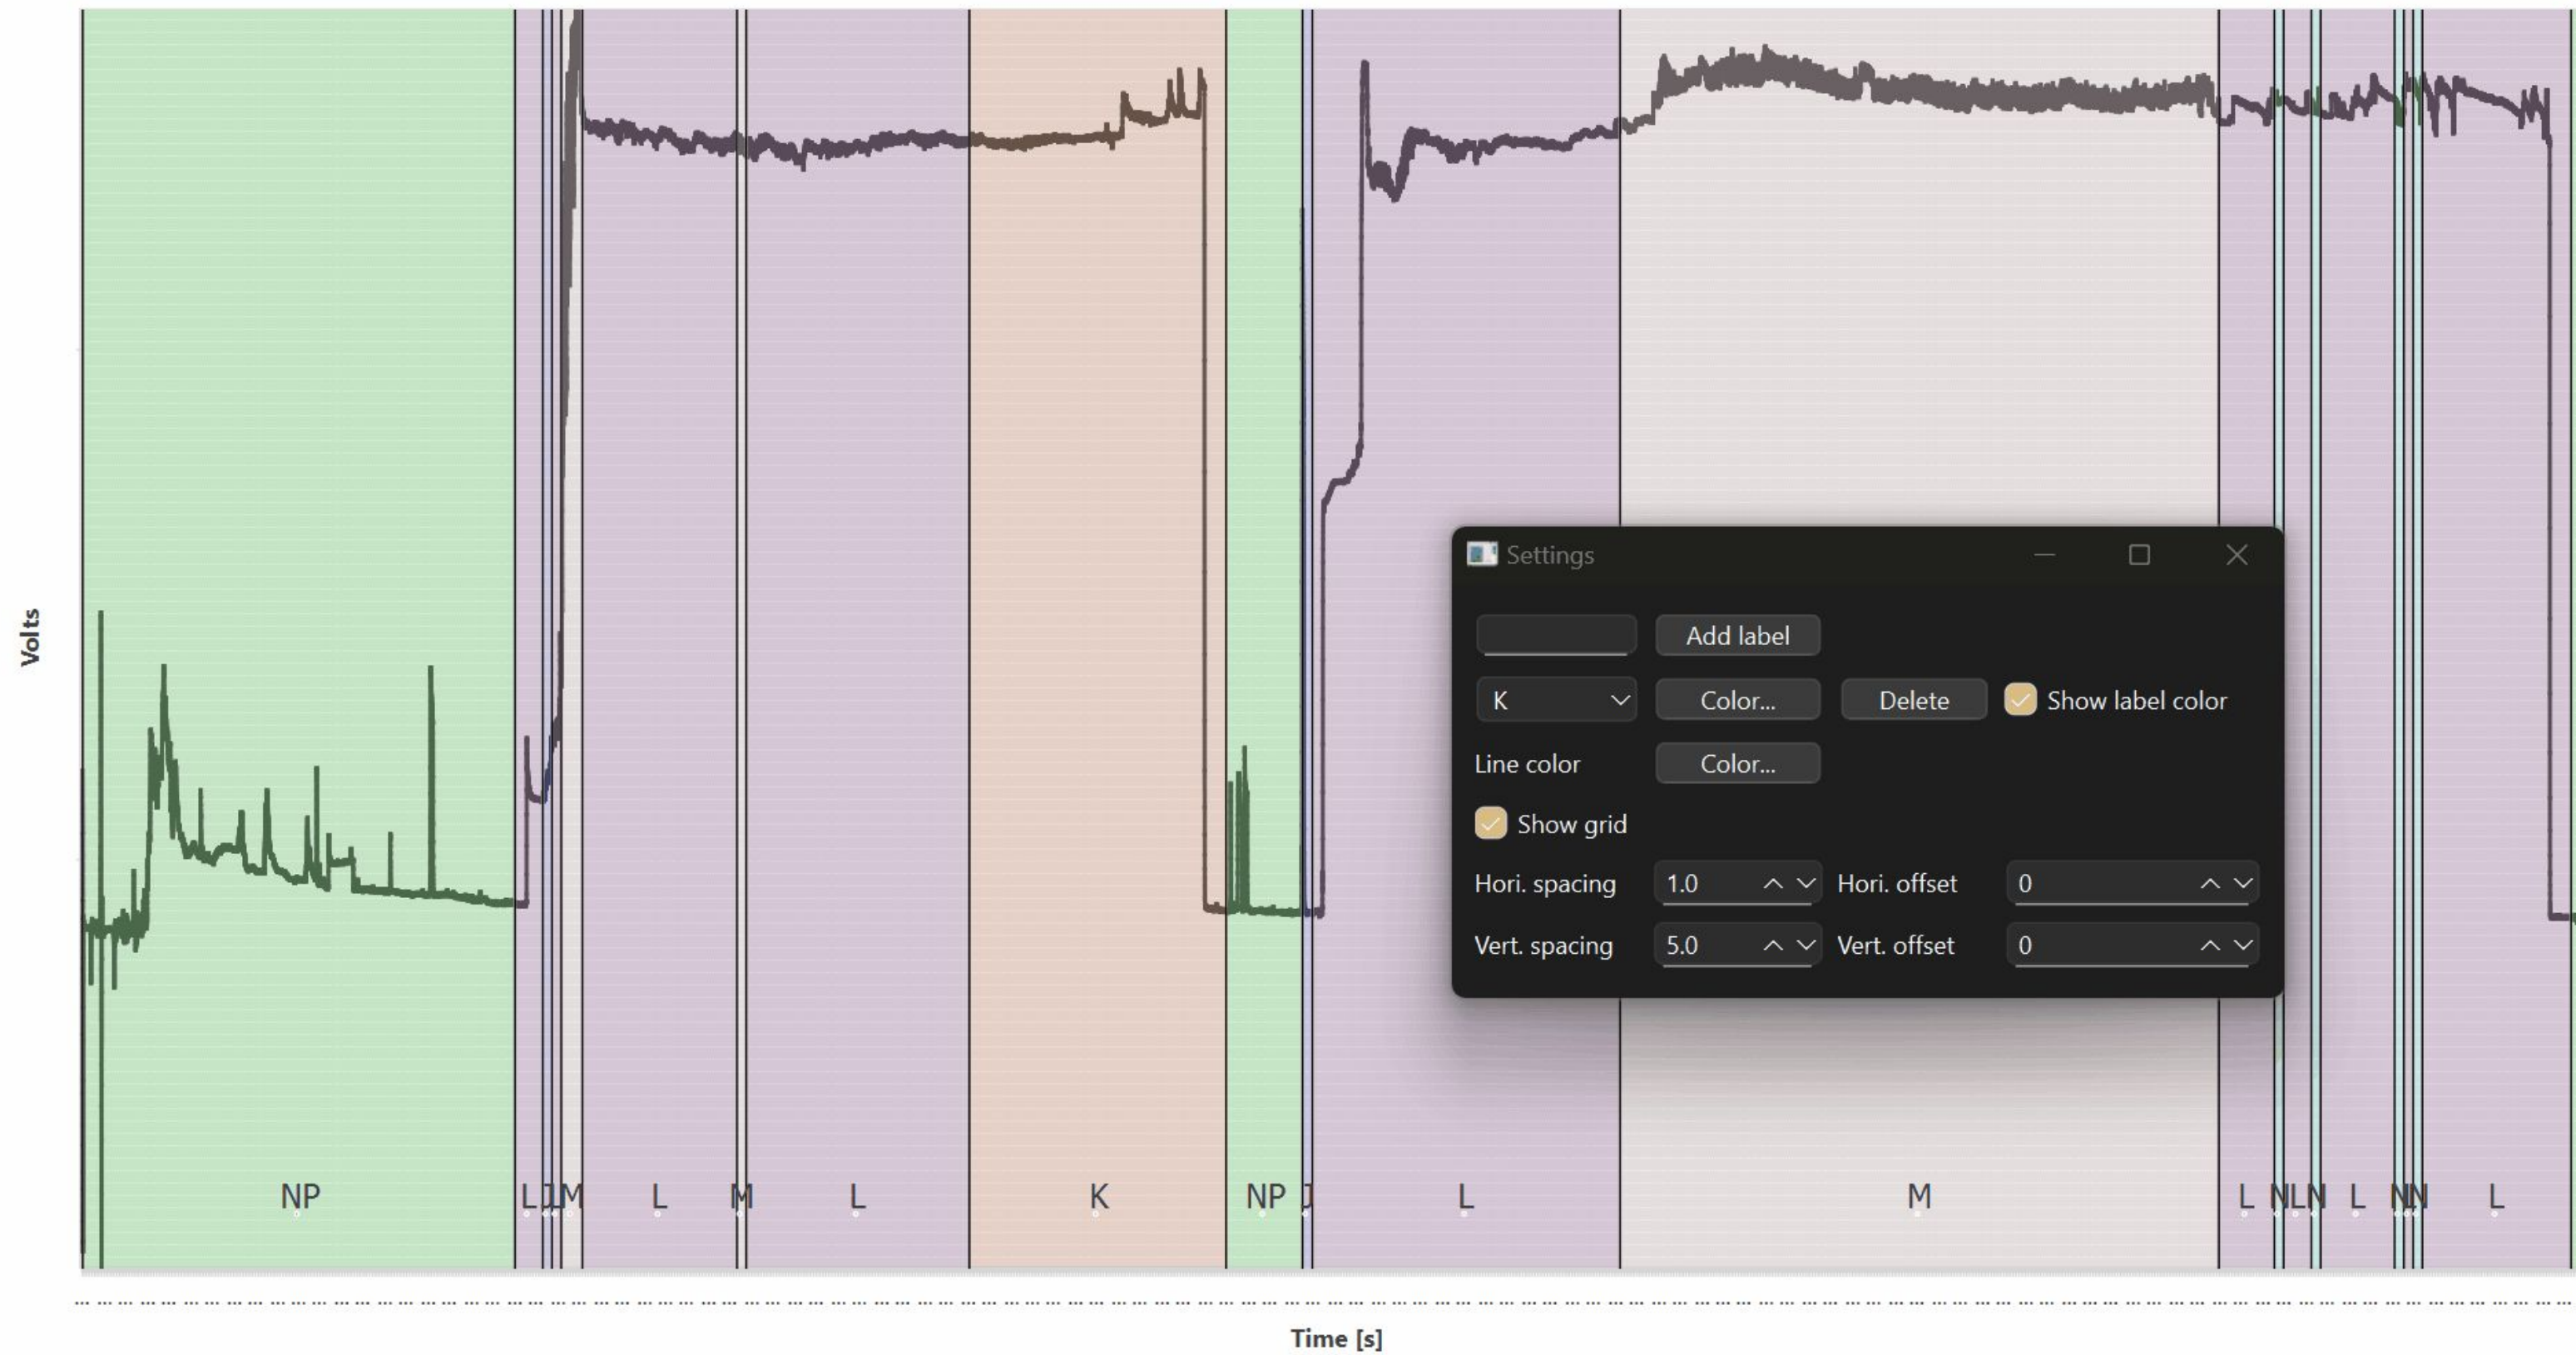 Volts
Settings
Add label
K Color... Delete Show label color
Line color Color...
Show grid
Hori. spacing 1.0 Hori. offset 0
Vert. spacing 5.0 Vert. offset 0
NP L J L M L M L K NP J L M L N L N L N L N L
... ... ... ... ... ... ... ... ... ... ... ... ... ... ... ... ... ... ... ... ... ... ... ... ... ... ... ... ... ... ... ... ... ... ... ... ... ... ... ... ... ... ... ... ... ... ... ... ... ... ... ... ... ... ... ... ... ... ... ... ... ... ... ... ... ... ... ... ... ... ... ... ... ... ... ... ... ... ... ... ... ... ... ... ... ... ... ... ... ... ... ... ... ... ... ... ... ... ... ... ... ... ... ... ... ... ... ... ... ... ... ... ... ... ... ...
Time [s]